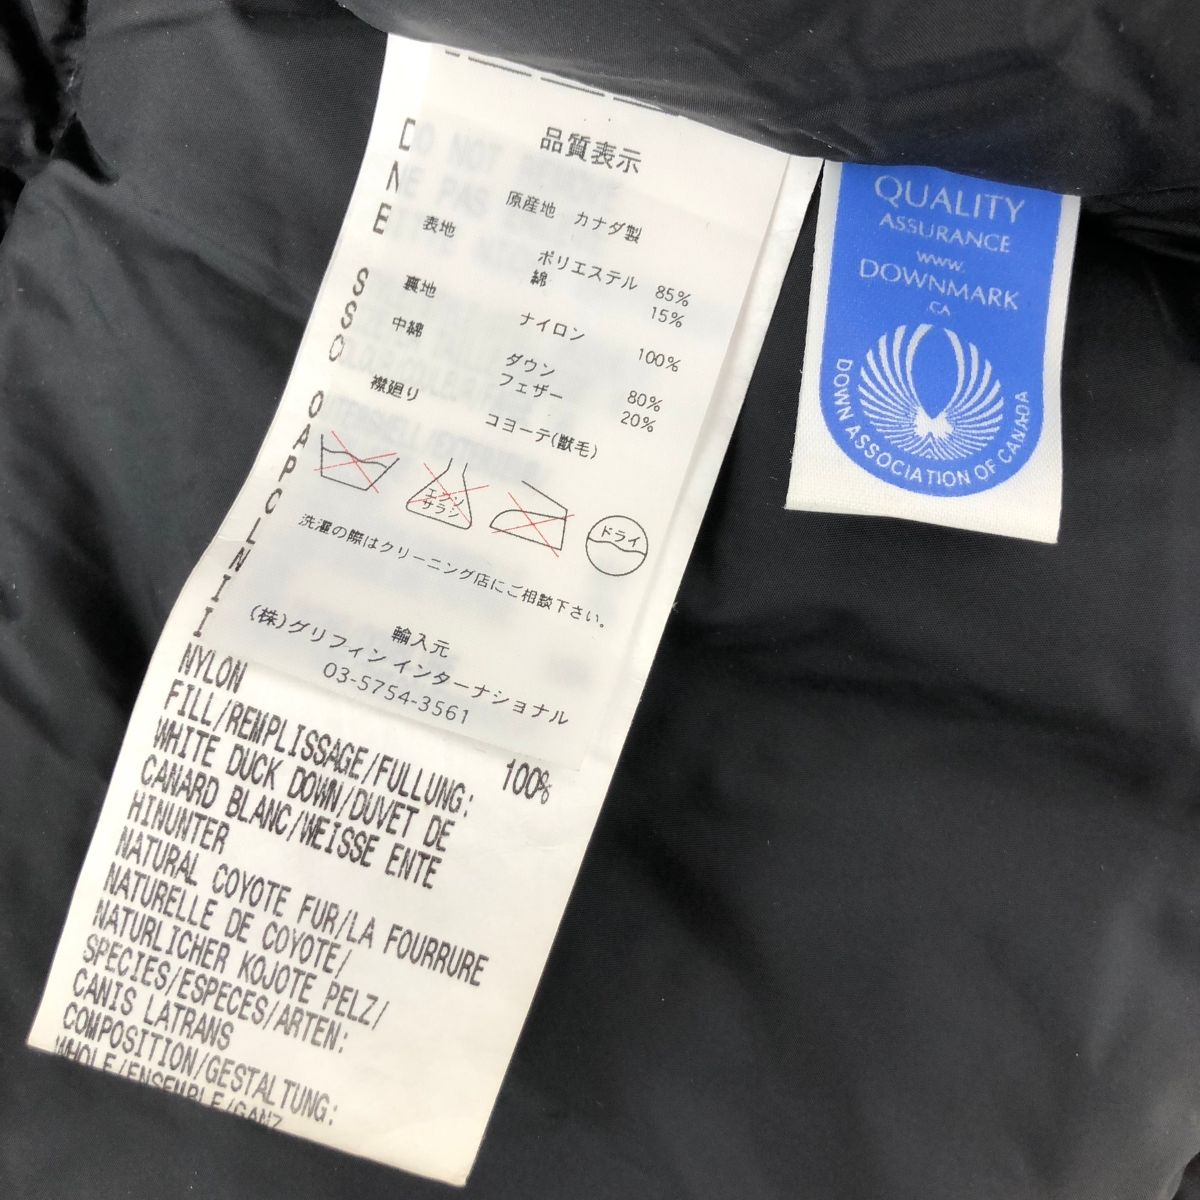 品質表示
原産地 カナダ製
表地
ポリエステル 85%
綿 15%
裏地
ナイロン 100%
中綿
ダウン 80%
フェザー 20%
襟廻り
コヨーテ(獣毛)
エンソ
サラシ
ドライ
洗濯の際はクリーニング店にご相談下さい。
輸入元
(株)グリフィン インターナショナル
03-5754-3561
NYLON 100%
FILL/REMPLISSAGE/FULLUNG:
WHITE DUCK DOWN/DUVET DE
CANARD BLANC/WEISSE ENTE
HINUNTER
NATURAL COYOTE FUR/LA FOURRURE
NATURELLE DE COYOTE/
NATURLICHER KOJOTE PELZ/
SPECIES/ESPECES/ARTEN:
CANIS LATRANS
COMPOSITION/GESTALTUNG:
WHOLE/ENSEMBLE/GANZ
QUALITY
ASSURANCE
www.
DOWNMARK
.CA
DOWN ASSOCIATION OF CANADA